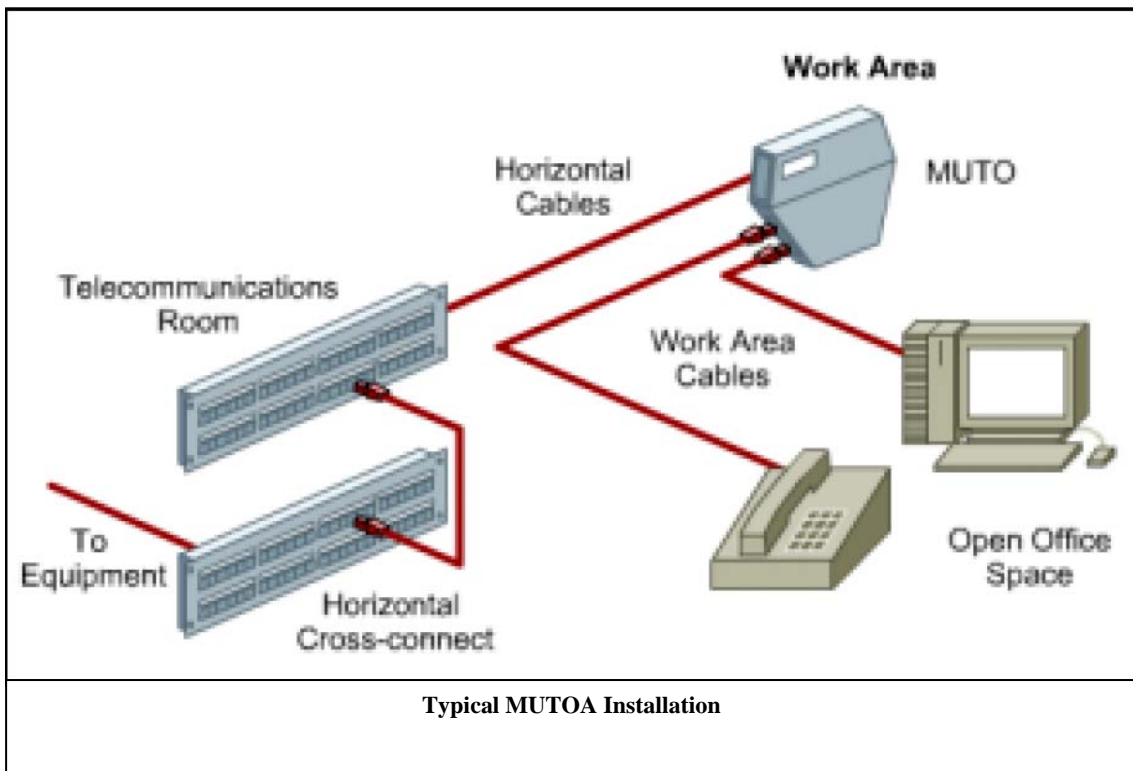 Work Area
Horizontal
Cables
MUTO
Telecommunications
Room
Work Area
Cables
To
Equipment
Horizontal
Cross-connect
Open Office
Space
Typical MUTOA Installation